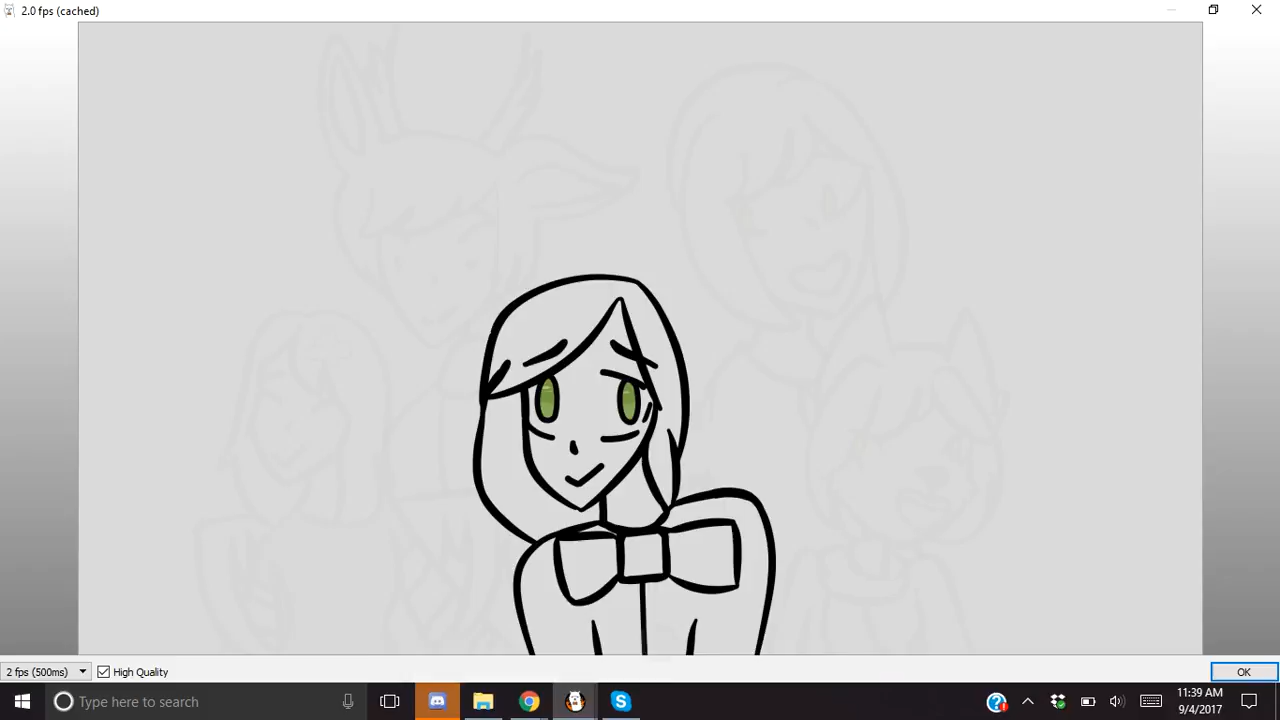 2.0 fps (cached)
2 fps (500ms)
High Quality
OK
Type here to search
11:39 AM
9/4/2017